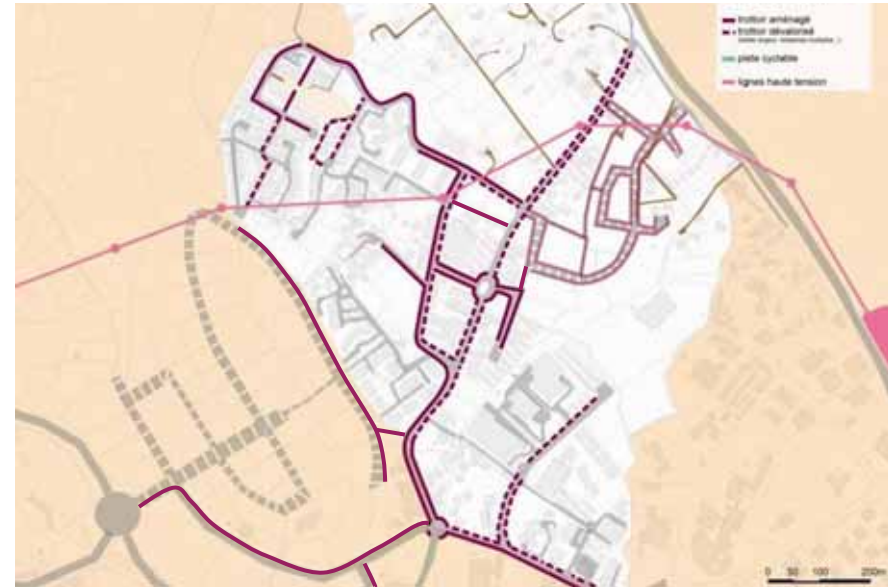 trottoir aménagé
trottoir dévalorisé
piste cyclable
lignes haute tension
0 50 100 200m